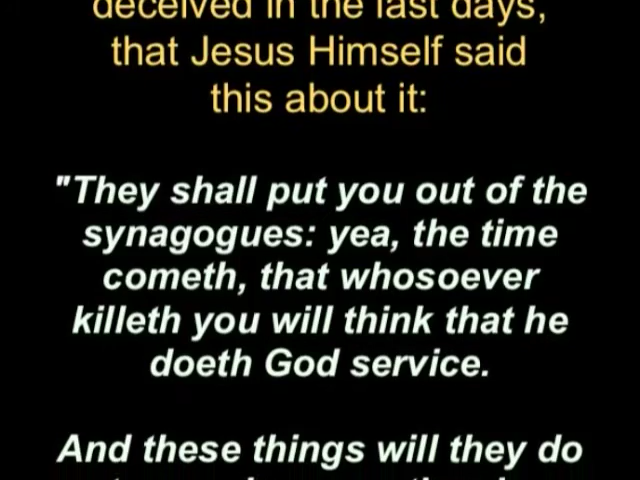 deceived in the last days,
that Jesus Himself said
this about it:
"They shall put you out of the
synagogues: yea, the time
cometh, that whosoever
killeth you will think that he
doeth God service.
And these things will they do